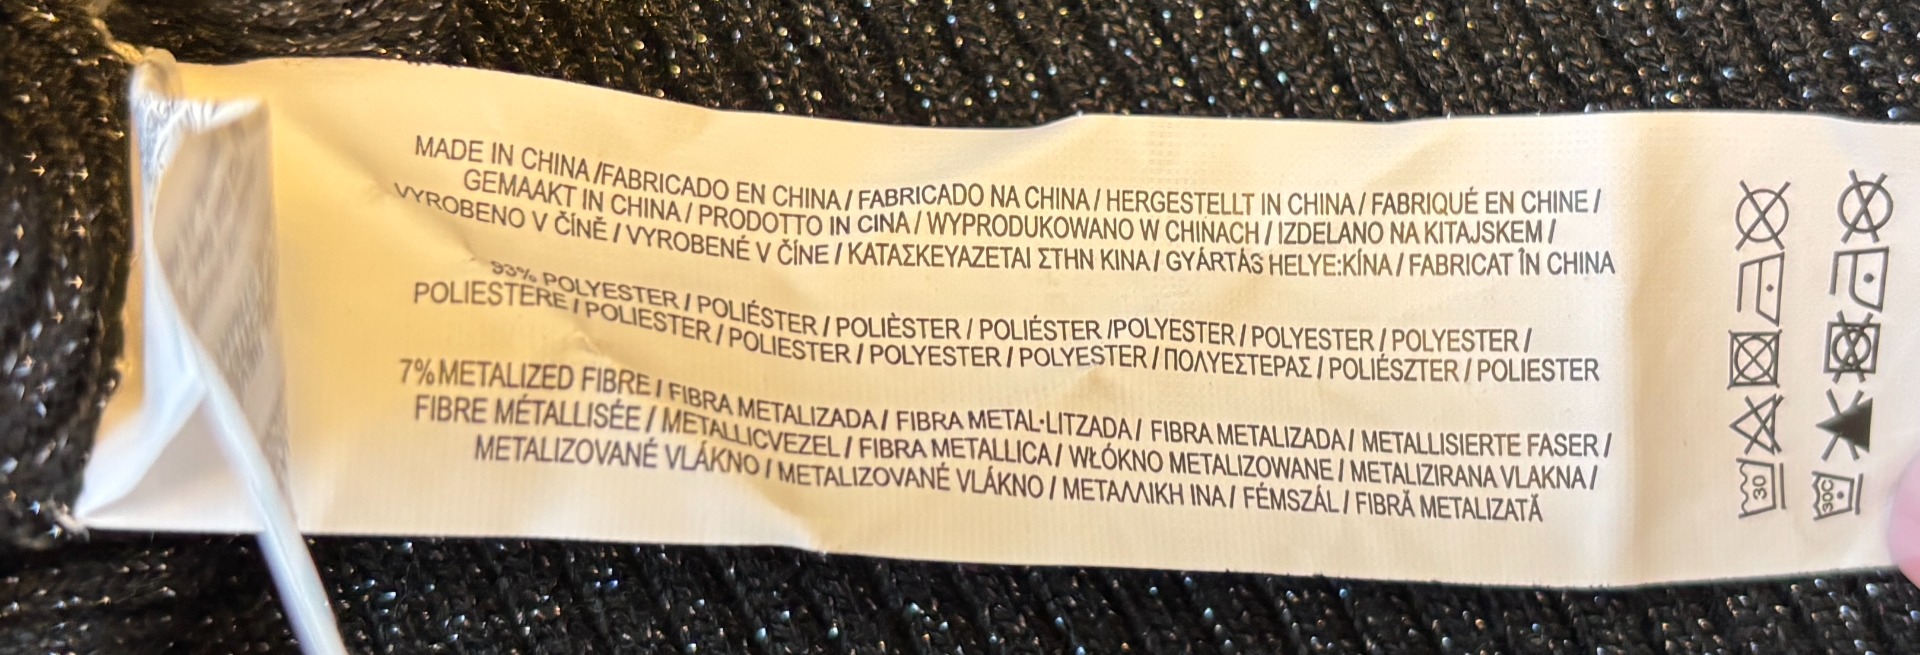 MADE IN CHINA /FABRICADO EN CHINA / FABRICADO NA CHINA / HERGESTELLT IN CHINA / FABRIQUÉ EN CHINE /
GEMAAKT IN CHINA / PRODOTTO IN CINA / WYPRODUKOWANO W CHINACH / IZDELANO NA KITAJSKEM /
VYROBENO V ČÍNĚ / VYROBENÉ V ČÍNE / ΚΑΤΑΣΚΕΥΑΖΕΤΑΙ ΣΤΗΝ ΚΙΝΑ / GYÁRTÁS HELYE:KÍNA / FABRICAT ÎN CHINA
93% POLYESTER / POLIÉSTER / POLIÈSTER / POLIÉSTER /POLYESTER / POLYESTER / POLYESTER /
POLIESTERE / POLIESTER / POLIESTER / POLYESTER / POLYESTER / ΠΟΛΥΕΣΤΕΡΑΣ / POLIÉSZTER / POLIESTER
7% METALIZED FIBRE / FIBRA METALIZADA / FIBRA METAL·LITZADA / FIBRA METALIZADA / METALLISIERTE FASER /
FIBRE MÉTALLISÉE / METALLICVEZEL / FIBRA METALLICA / WŁÓKNO METALIZOWANE / METALIZIRANA VLAKNA /
METALIZOVANÉ VLÁKNO / METALIZOVANÉ VLÁKNO / ΜΕΤΑΛΛΙΚΗ ΙΝΑ / FÉMSZÁL / FIBRĂ METALIZATĂ
30
30C